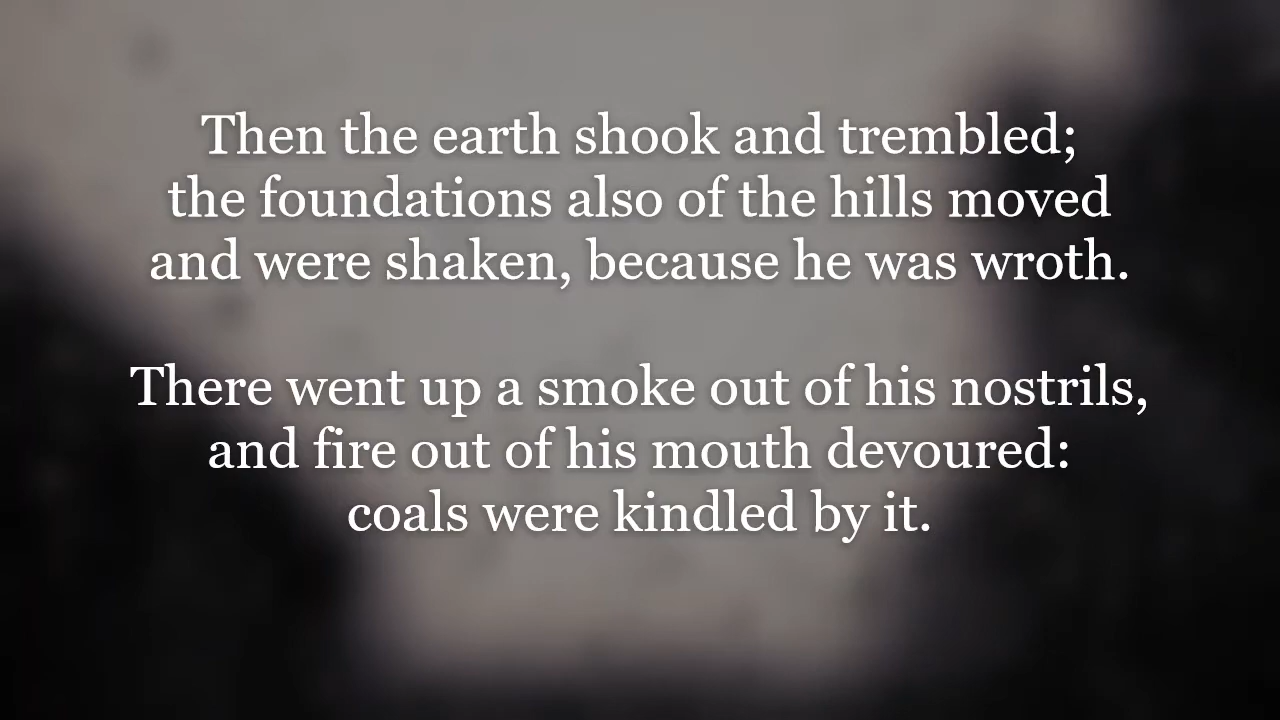 Then the earth shook and trembled;
the foundations also of the hills moved
and were shaken, because he was wroth.
There went up a smoke out of his nostrils,
and fire out of his mouth devoured:
coals were kindled by it.